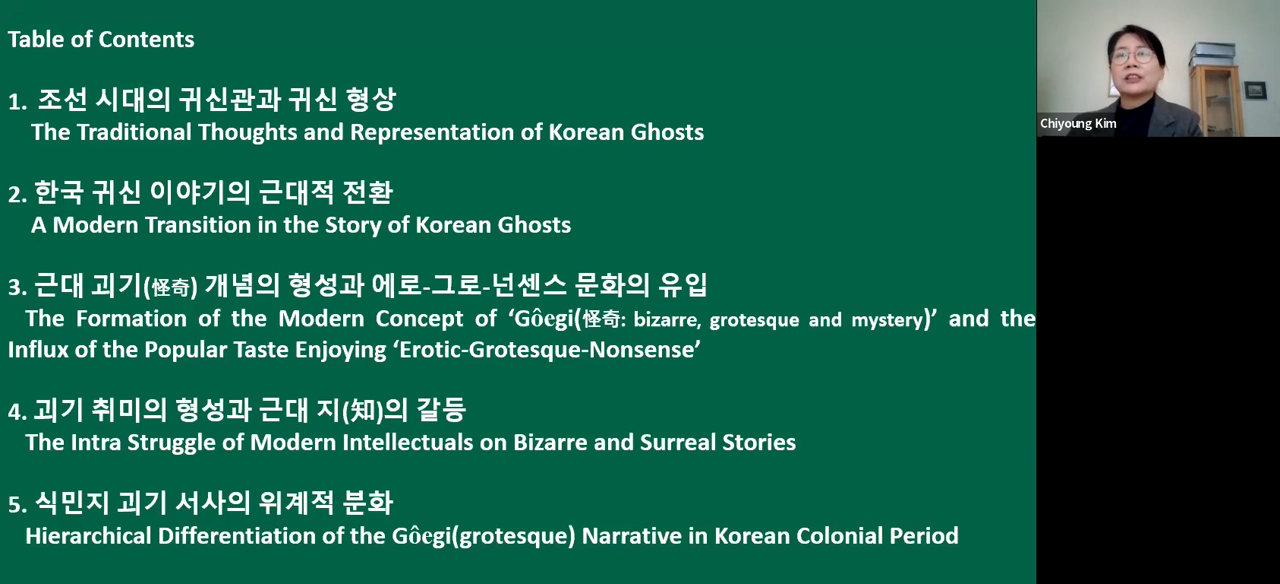 Table of Contents
1. 조선 시대의 귀신관과 귀신 형상
The Traditional Thoughts and Representation of Korean Ghosts
2. 한국 귀신 이야기의 근대적 전환
A Modern Transition in the Story of Korean Ghosts
3. 근대 괴기(怪奇) 개념의 형성과 에로-그로-넌센스 문화의 유입
The Formation of the Modern Concept of ‘Gôegi(怪奇: bizarre, grotesque and mystery)’ and the
Influx of the Popular Taste Enjoying ‘Erotic-Grotesque-Nonsense’
4. 괴기 취미의 형성과 근대 지(知)의 갈등
The Intra Struggle of Modern Intellectuals on Bizarre and Surreal Stories
5. 식민지 괴기 서사의 위계적 분화
Hierarchical Differentiation of the Gôegi(grotesque) Narrative in Korean Colonial Period
Chiyoung Kim